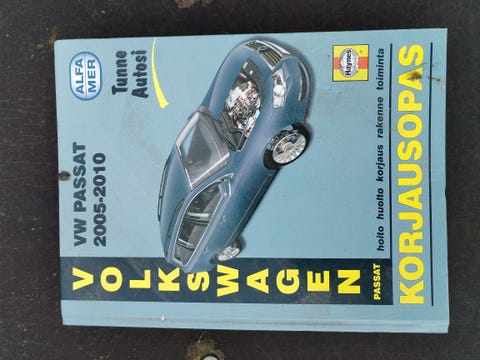 ALFA
MER
Tunne
Autosi
Haynes
VW PASSAT
2005-2010
VOLKSWAGEN
PASSAT hoito huolto korjaus rakenne toiminta
KORJAUSOPAS